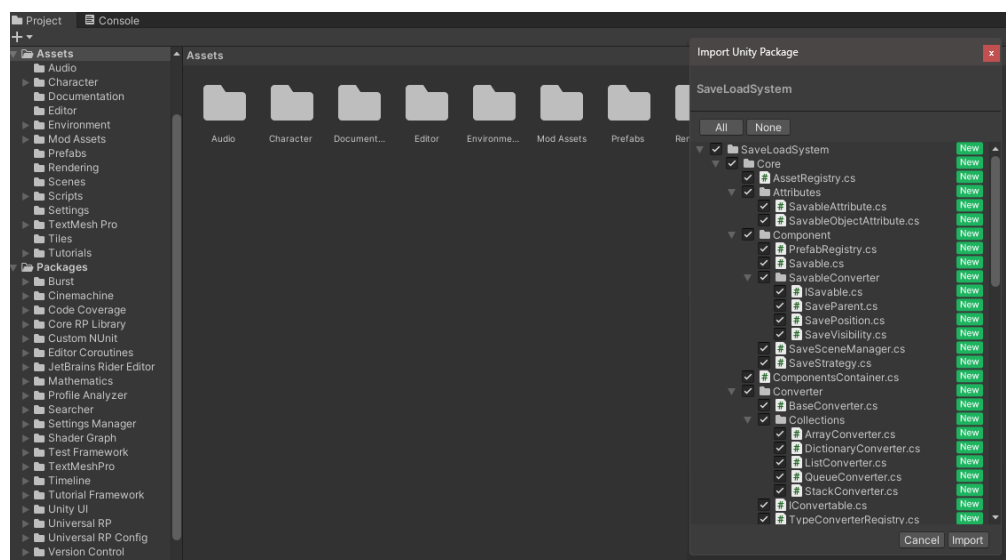 Project
Console
Assets
Audio
Character
Documentation
Editor
Environment
Mod Assets
Prefabs
Rendering
Scenes
Scripts
Settings
TextMesh Pro
Tiles
Tutorials
Packages
Burst
Cinemachine
Code Coverage
Core RP Library
Custom NUnit
Editor Coroutines
JetBrains Rider Editor
Mathematics
Profile Analyzer
Searcher
Settings Manager
Shader Graph
Test Framework
TextMeshPro
Timeline
Tutorial Framework
Unity UI
Universal RP
Universal RP Config
Version Control
Assets
Audio
Character
Document...
Editor
Environme...
Mod Assets
Prefabs
Rer
Import Unity Package
x
SaveLoadSystem
All
None
SaveLoadSystem New
Core New
# AssetRegistry.cs New
Attributes New
# SavableAttribute.cs New
# SavableObjectAttribute.cs New
Component New
# PrefabRegistry.cs New
# Savable.cs New
SavableConverter New
# ISavable.cs New
# SaveParent.cs New
# SavePosition.cs New
# SaveVisibility.cs New
# SaveSceneManager.cs New
# SaveStrategy.cs New
# ComponentsContainer.cs New
Converter New
# BaseConverter.cs New
Collections New
# ArrayConverter.cs New
# DictionaryConverter.cs New
# ListConverter.cs New
# QueueConverter.cs New
# StackConverter.cs New
# IConvertable.cs New
# TypeConverterRegistry.cs New
Cancel
Import